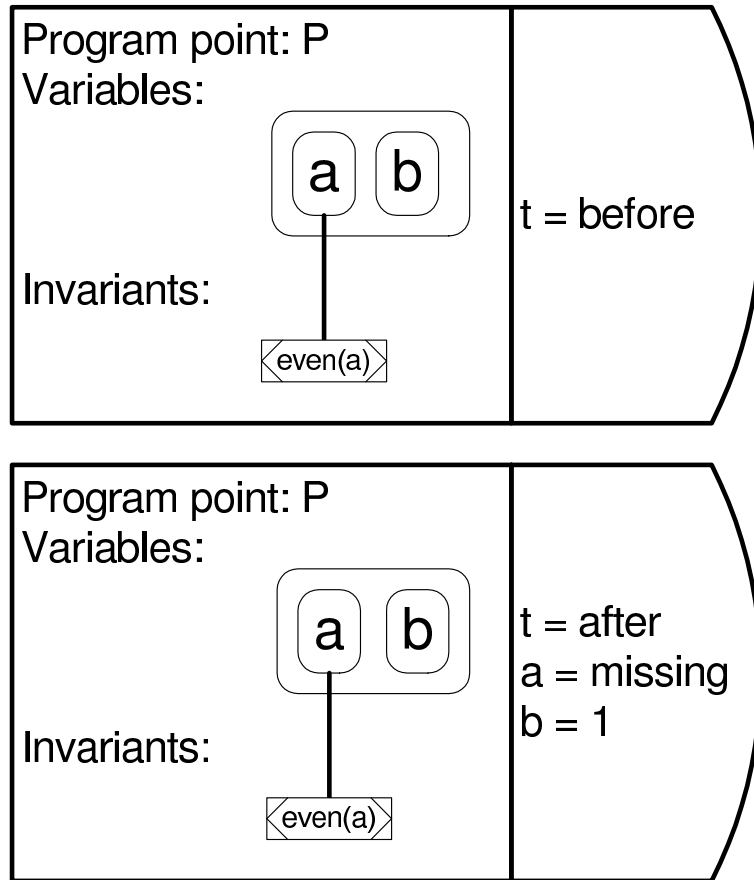 Program point: P
Variables:
a b
t = before
Invariants:
even(a)
Program point: P
Variables:
a b
t = after
a = missing
b = 1
Invariants:
even(a)